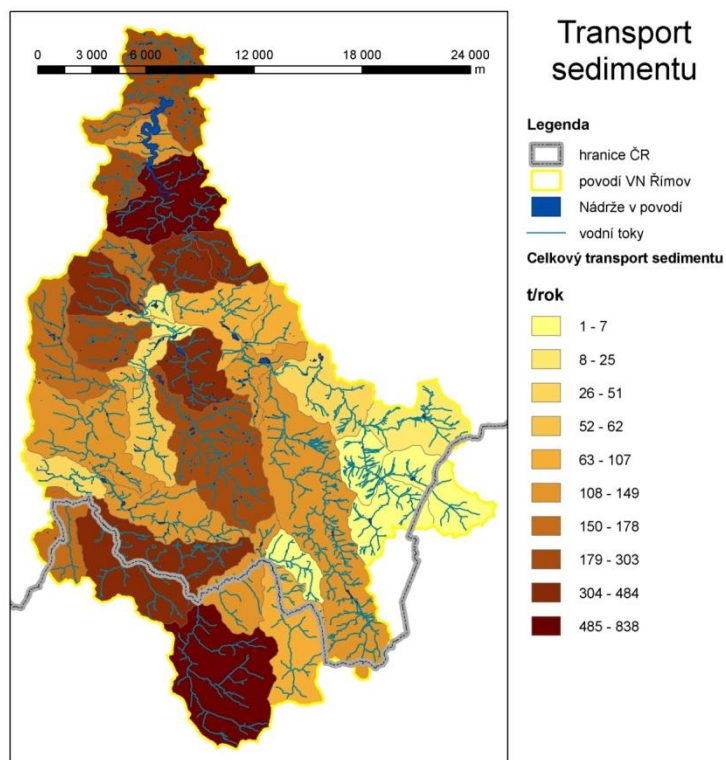 Transport
sedimentu
0 3 000 6 000 12 000 18 000 24 000
m
Legenda
hranice ČR
povodí VN Římov
Nádrže v povodí
vodní toky
Celkový transport sedimentu
t/rok
1 - 7
8 - 25
26 - 51
52 - 62
63 - 107
108 - 149
150 - 178
179 - 303
304 - 484
485 - 838